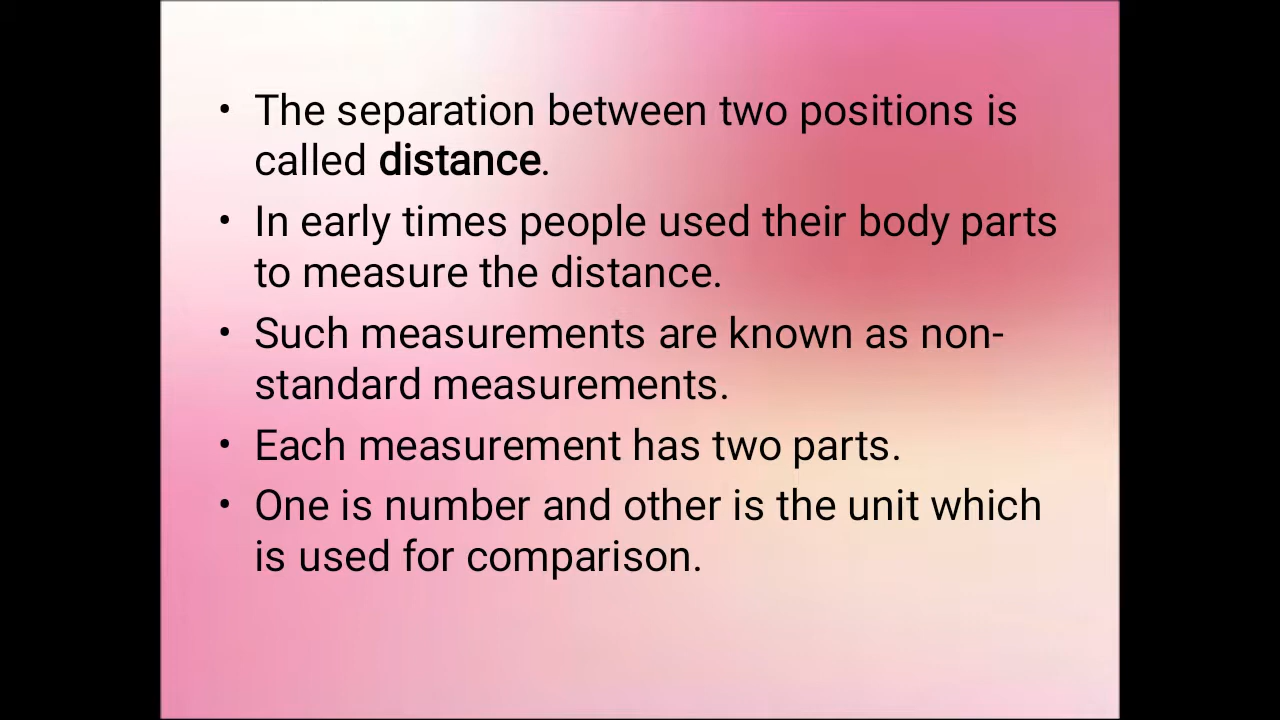 • The separation between two positions is
called distance.
• In early times people used their body parts
to measure the distance.
• Such measurements are known as non-
standard measurements.
• Each measurement has two parts.
• One is number and other is the unit which
is used for comparison.